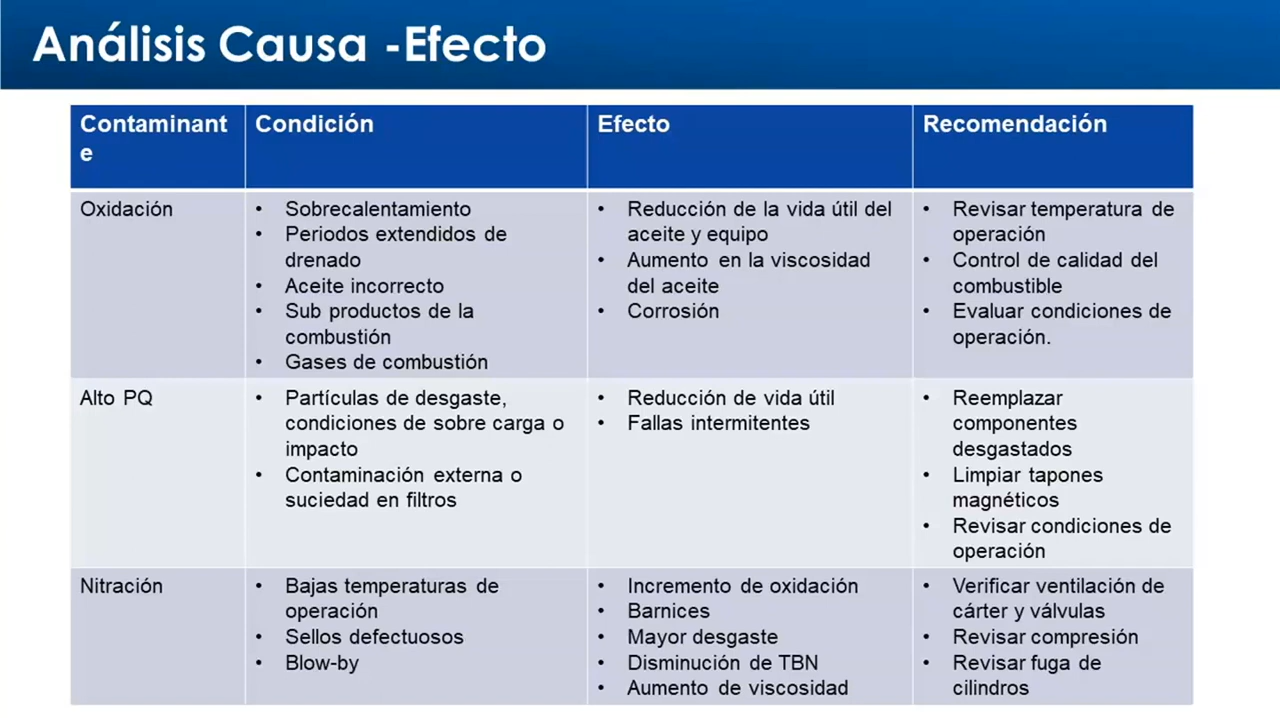 Análisis Causa -Efecto
Contaminant
e
Condición
Efecto
Recomendación
Oxidación
• Sobrecalentamiento
• Periodos extendidos de
drenado
• Aceite incorrecto
• Sub productos de la
combustión
• Gases de combustión
• Reducción de la vida útil del
aceite y equipo
• Aumento en la viscosidad
del aceite
• Corrosión
• Revisar temperatura de
operación
• Control de calidad del
combustible
• Evaluar condiciones de
operación.
Alto PQ
• Partículas de desgaste,
condiciones de sobre carga o
impacto
• Contaminación externa o
suciedad en filtros
• Reducción de vida útil
• Fallas intermitentes
• Reemplazar
componentes
desgastados
• Limpiar tapones
magnéticos
• Revisar condiciones de
operación
Nitración
• Bajas temperaturas de
operación
• Sellos defectuosos
• Blow-by
• Incremento de oxidación
• Barnices
• Mayor desgaste
• Disminución de TBN
• Aumento de viscosidad
• Verificar ventilación de
cárter y válvulas
• Revisar compresión
• Revisar fuga de
cilindros